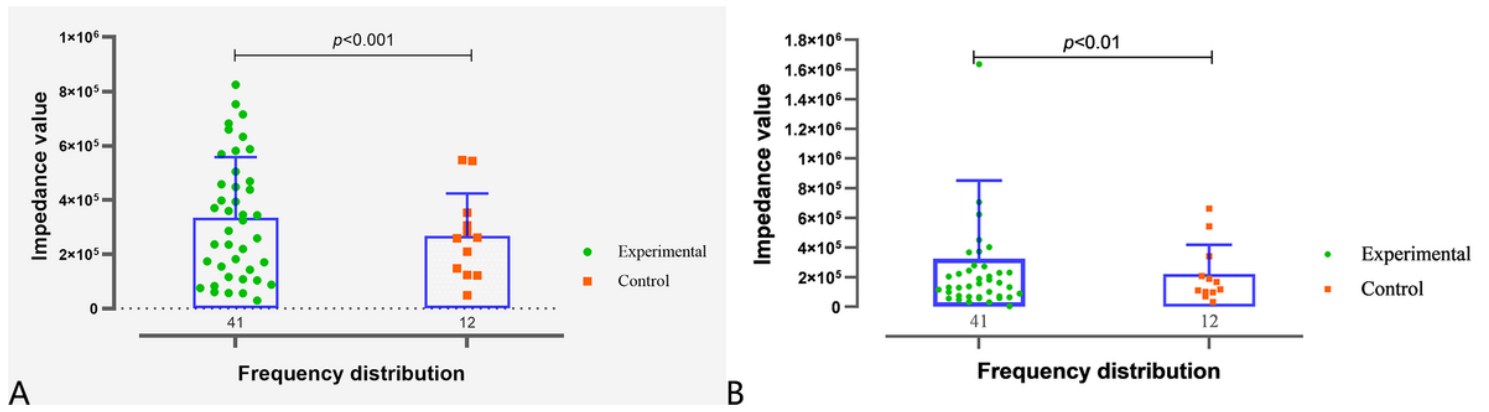 1×10⁶
8×10⁵
6×10⁵
4×10⁵
2×10⁵
0
Impedance value
p<0.001
41 12
Frequency distribution
Experimental
Control
A
1.8×10⁶
1.6×10⁶
1.4×10⁶
1.2×10⁶
1×10⁶
8×10⁵
6×10⁵
4×10⁵
2×10⁵
0
Impedance value
p<0.01
41 12
Frequency distribution
Experimental
Control
B